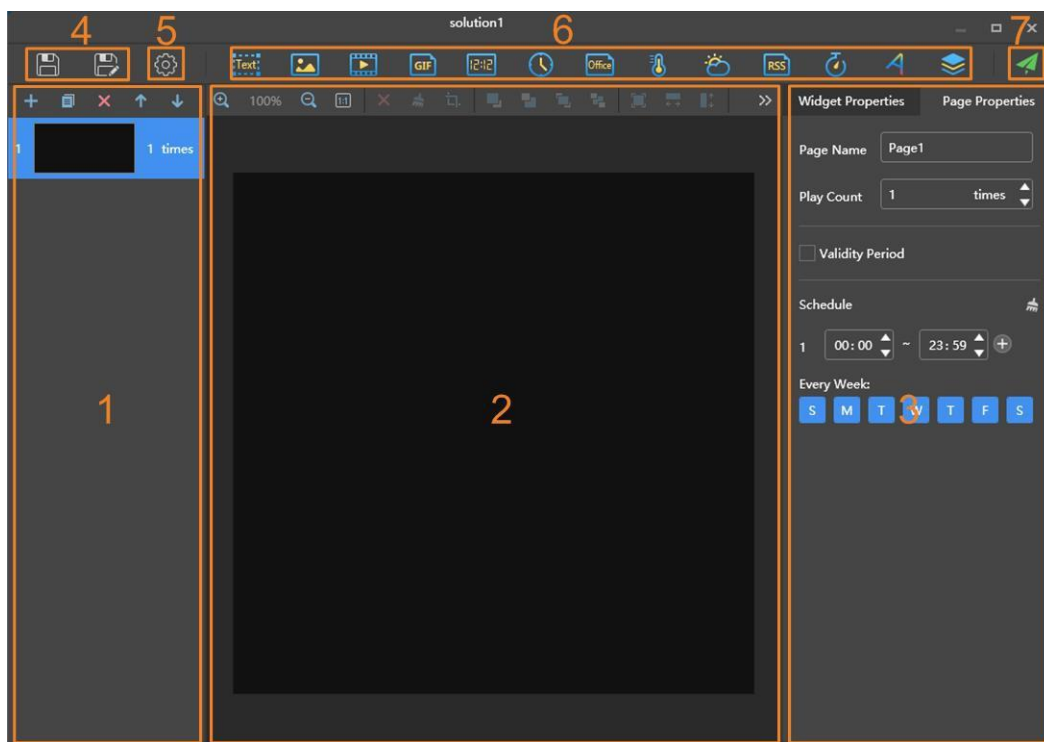 solution1
4 5 6 7
Text GIF 12:12 Office RSS
100% 1:1 Widget Properties Page Properties
1 1 times
Page Name Page1
Play Count 1 times
Validity Period
Schedule
1 00:00 ~ 23:59
Every Week:
S M T W T F S
1 2 3